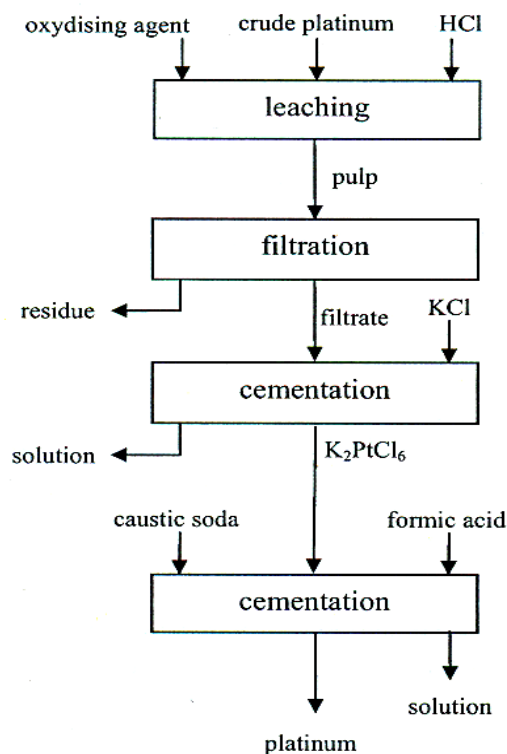 oxydising agent crude platinum HCl
leaching
pulp
filtration
residue filtrate KCl
cementation
solution K₂PtCl₆
caustic soda formic acid
cementation
solution
platinum